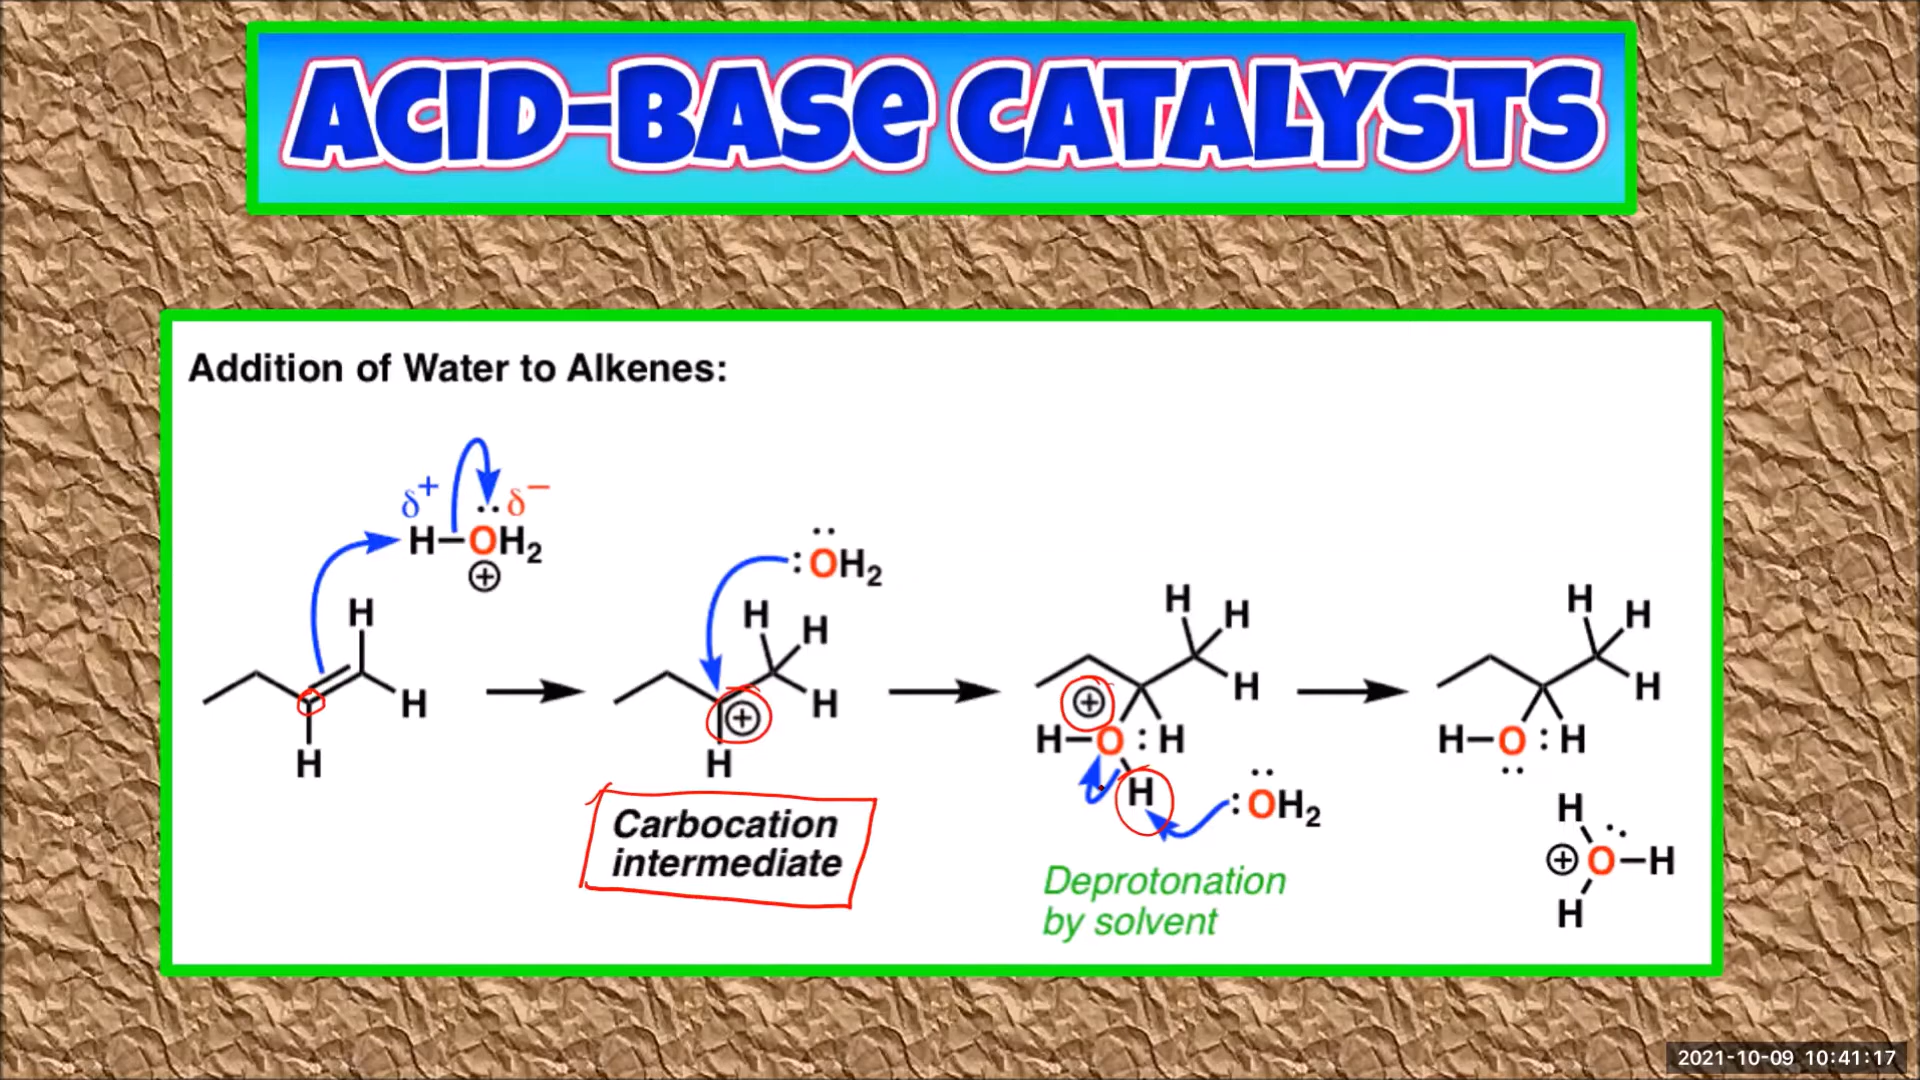 ACID-BASE CATALYSTS
Addition of Water to Alkenes:
δ+ δ−
H–OH2
⊕
H
H
H
:OH2
H
H
H
⊕
H
Carbocation
intermediate
H
H
H
⊕
H–O:H
H
:OH2
Deprotonation
by solvent
H
H
H
H–O:H
H
⊕O–H
H
2021-10-09 10:41:17